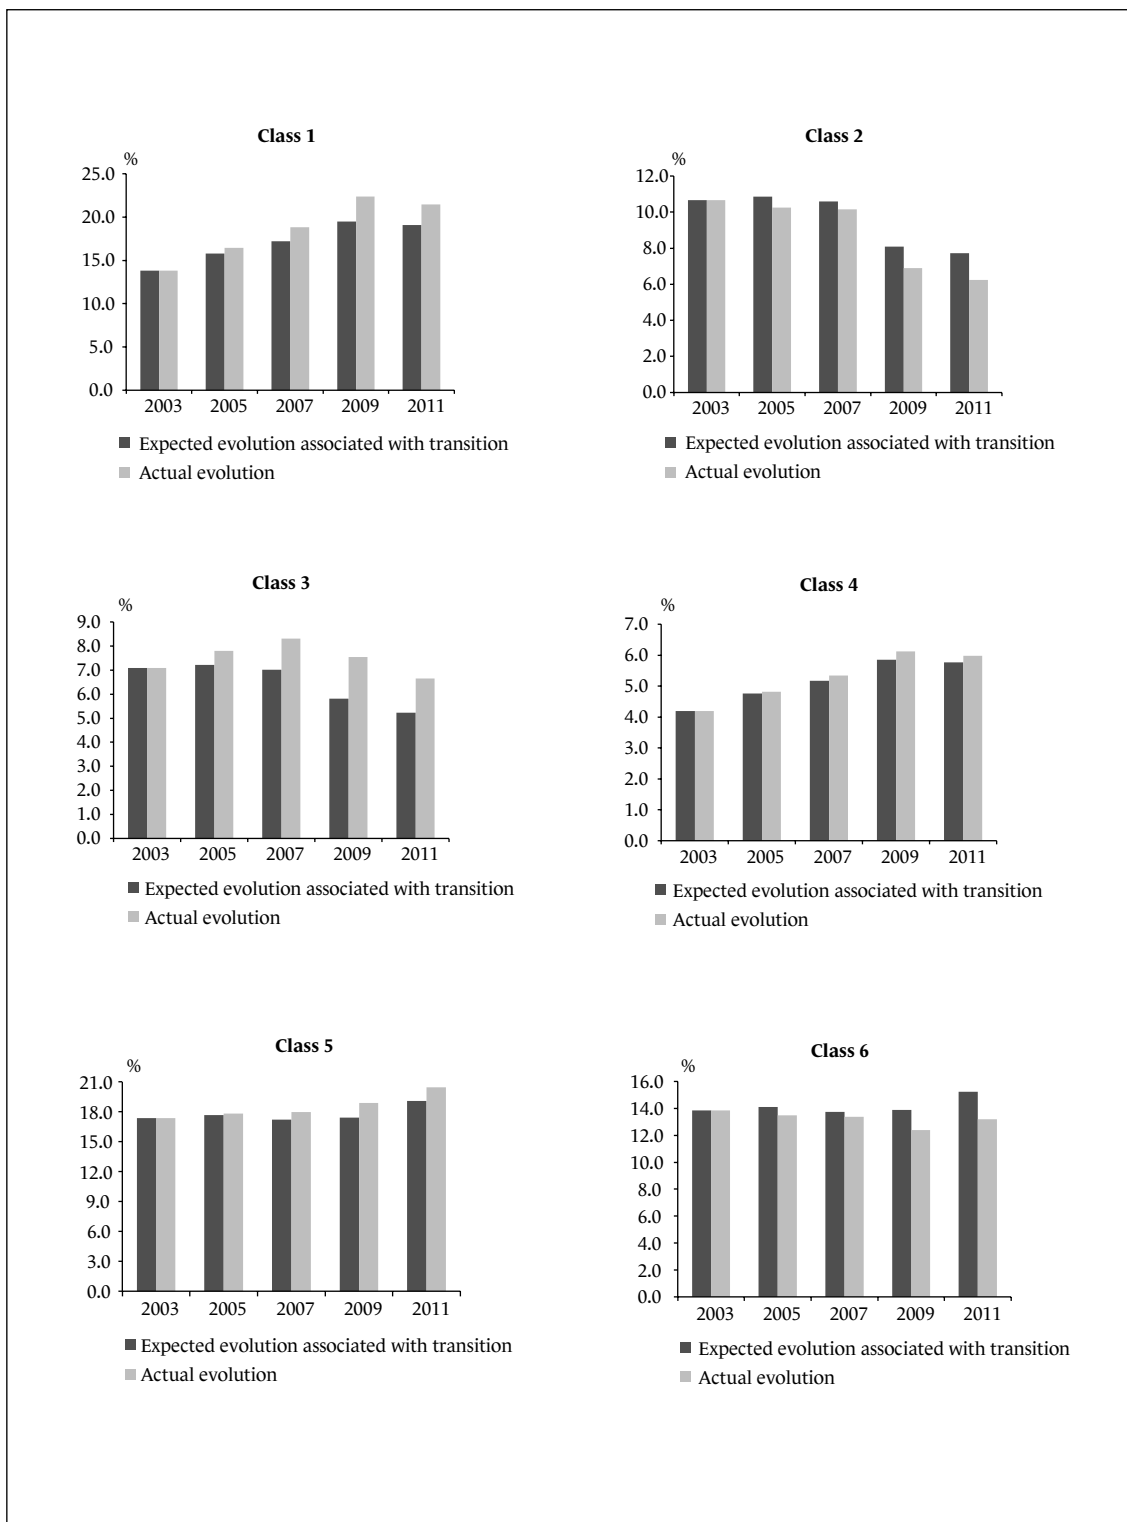 Class 1
%
25.0
20.0
15.0
10.0
5.0
0.0
2003 2005 2007 2009 2011
Expected evolution associated with transition
Actual evolution
Class 2
%
12.0
10.0
8.0
6.0
4.0
2.0
0.0
2003 2005 2007 2009 2011
Expected evolution associated with transition
Actual evolution
Class 3
%
9.0
8.0
7.0
6.0
5.0
4.0
3.0
2.0
1.0
0.0
2003 2005 2007 2009 2011
Expected evolution associated with transition
Actual evolution
Class 4
%
7.0
6.0
5.0
4.0
3.0
2.0
1.0
0.0
2003 2005 2007 2009 2011
Expected evolution associated with transition
Actual evolution
Class 5
%
21.0
18.0
15.0
12.0
9.0
6.0
3.0
0.0
2003 2005 2007 2009 2011
Expected evolution associated with transition
Actual evolution
Class 6
%
16.0
14.0
12.0
10.0
8.0
6.0
4.0
2.0
0.0
2003 2005 2007 2009 2011
Expected evolution associated with transition
Actual evolution